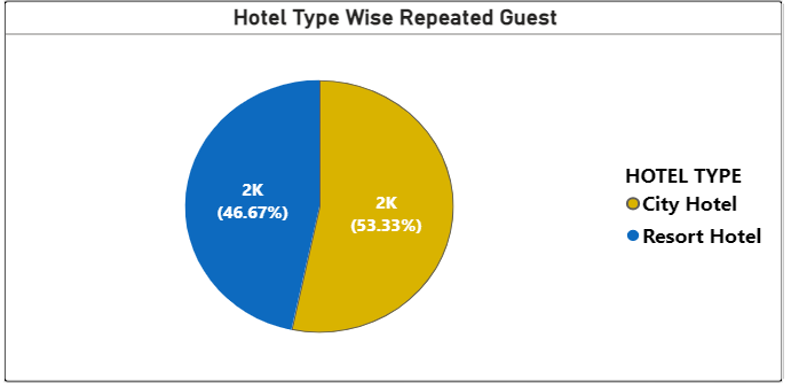 Hotel Type Wise Repeated Guest
2K
(46.67%)
2K
(53.33%)
HOTEL TYPE
City Hotel
Resort Hotel